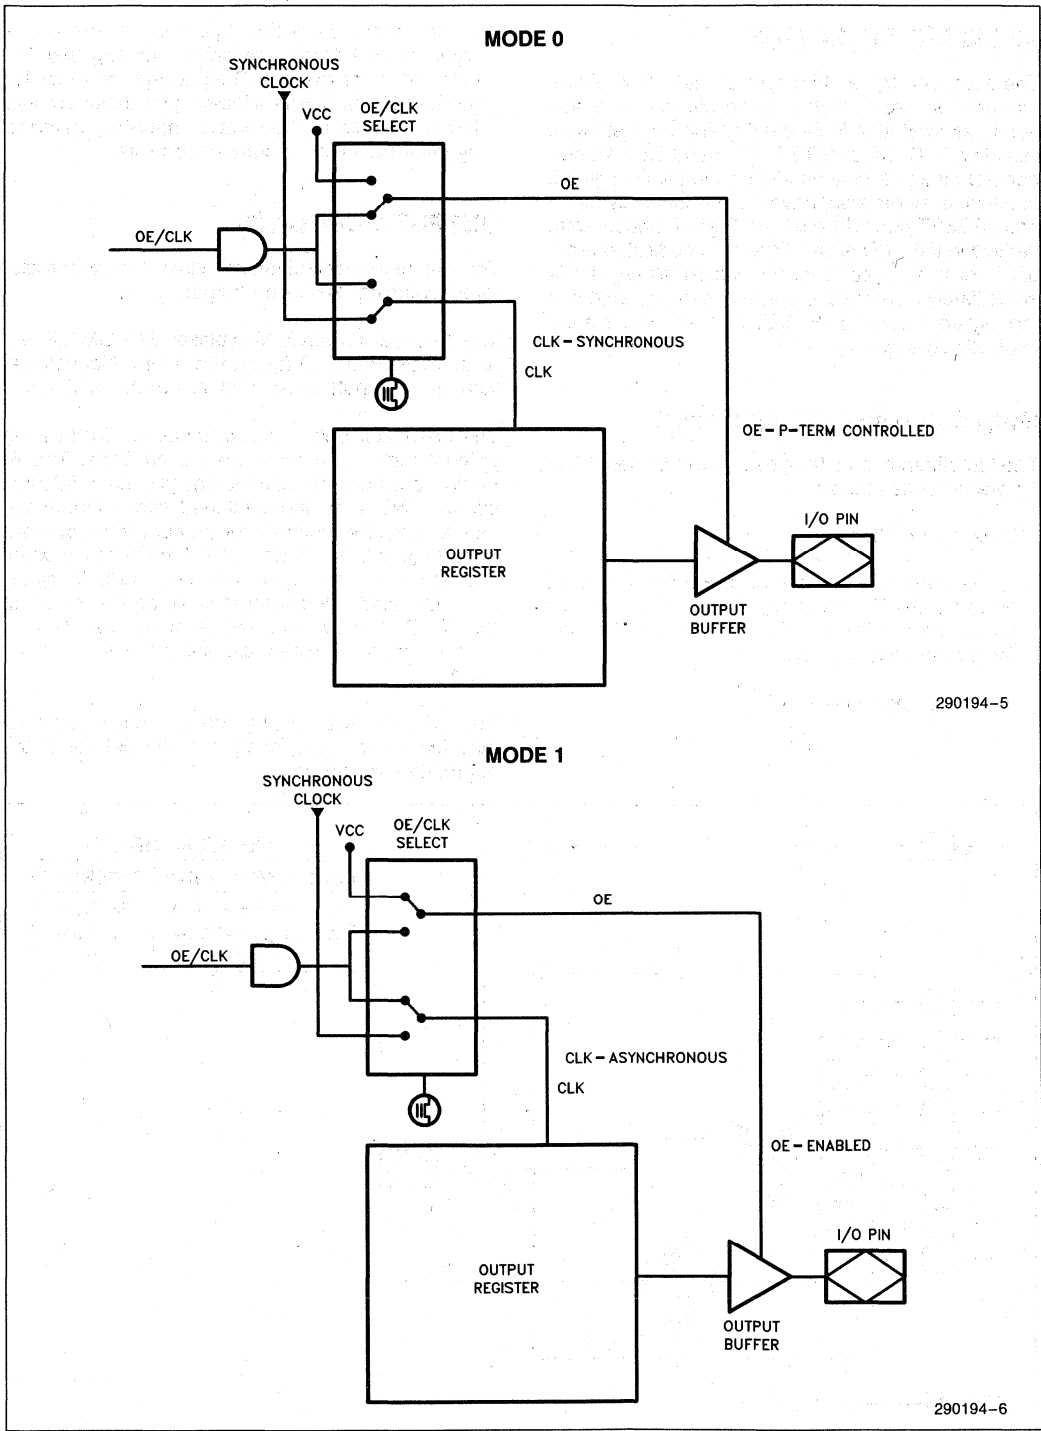 MODE 0
SYNCHRONOUS
CLOCK
VCC
OE/CLK
SELECT
OE
OE/CLK
CLK – SYNCHRONOUS
CLK
OE – P–TERM CONTROLLED
I/O PIN
OUTPUT
REGISTER
OUTPUT
BUFFER
290194–5
MODE 1
SYNCHRONOUS
CLOCK
VCC
OE/CLK
SELECT
OE
OE/CLK
CLK – ASYNCHRONOUS
CLK
OE – ENABLED
I/O PIN
OUTPUT
REGISTER
OUTPUT
BUFFER
290194–6